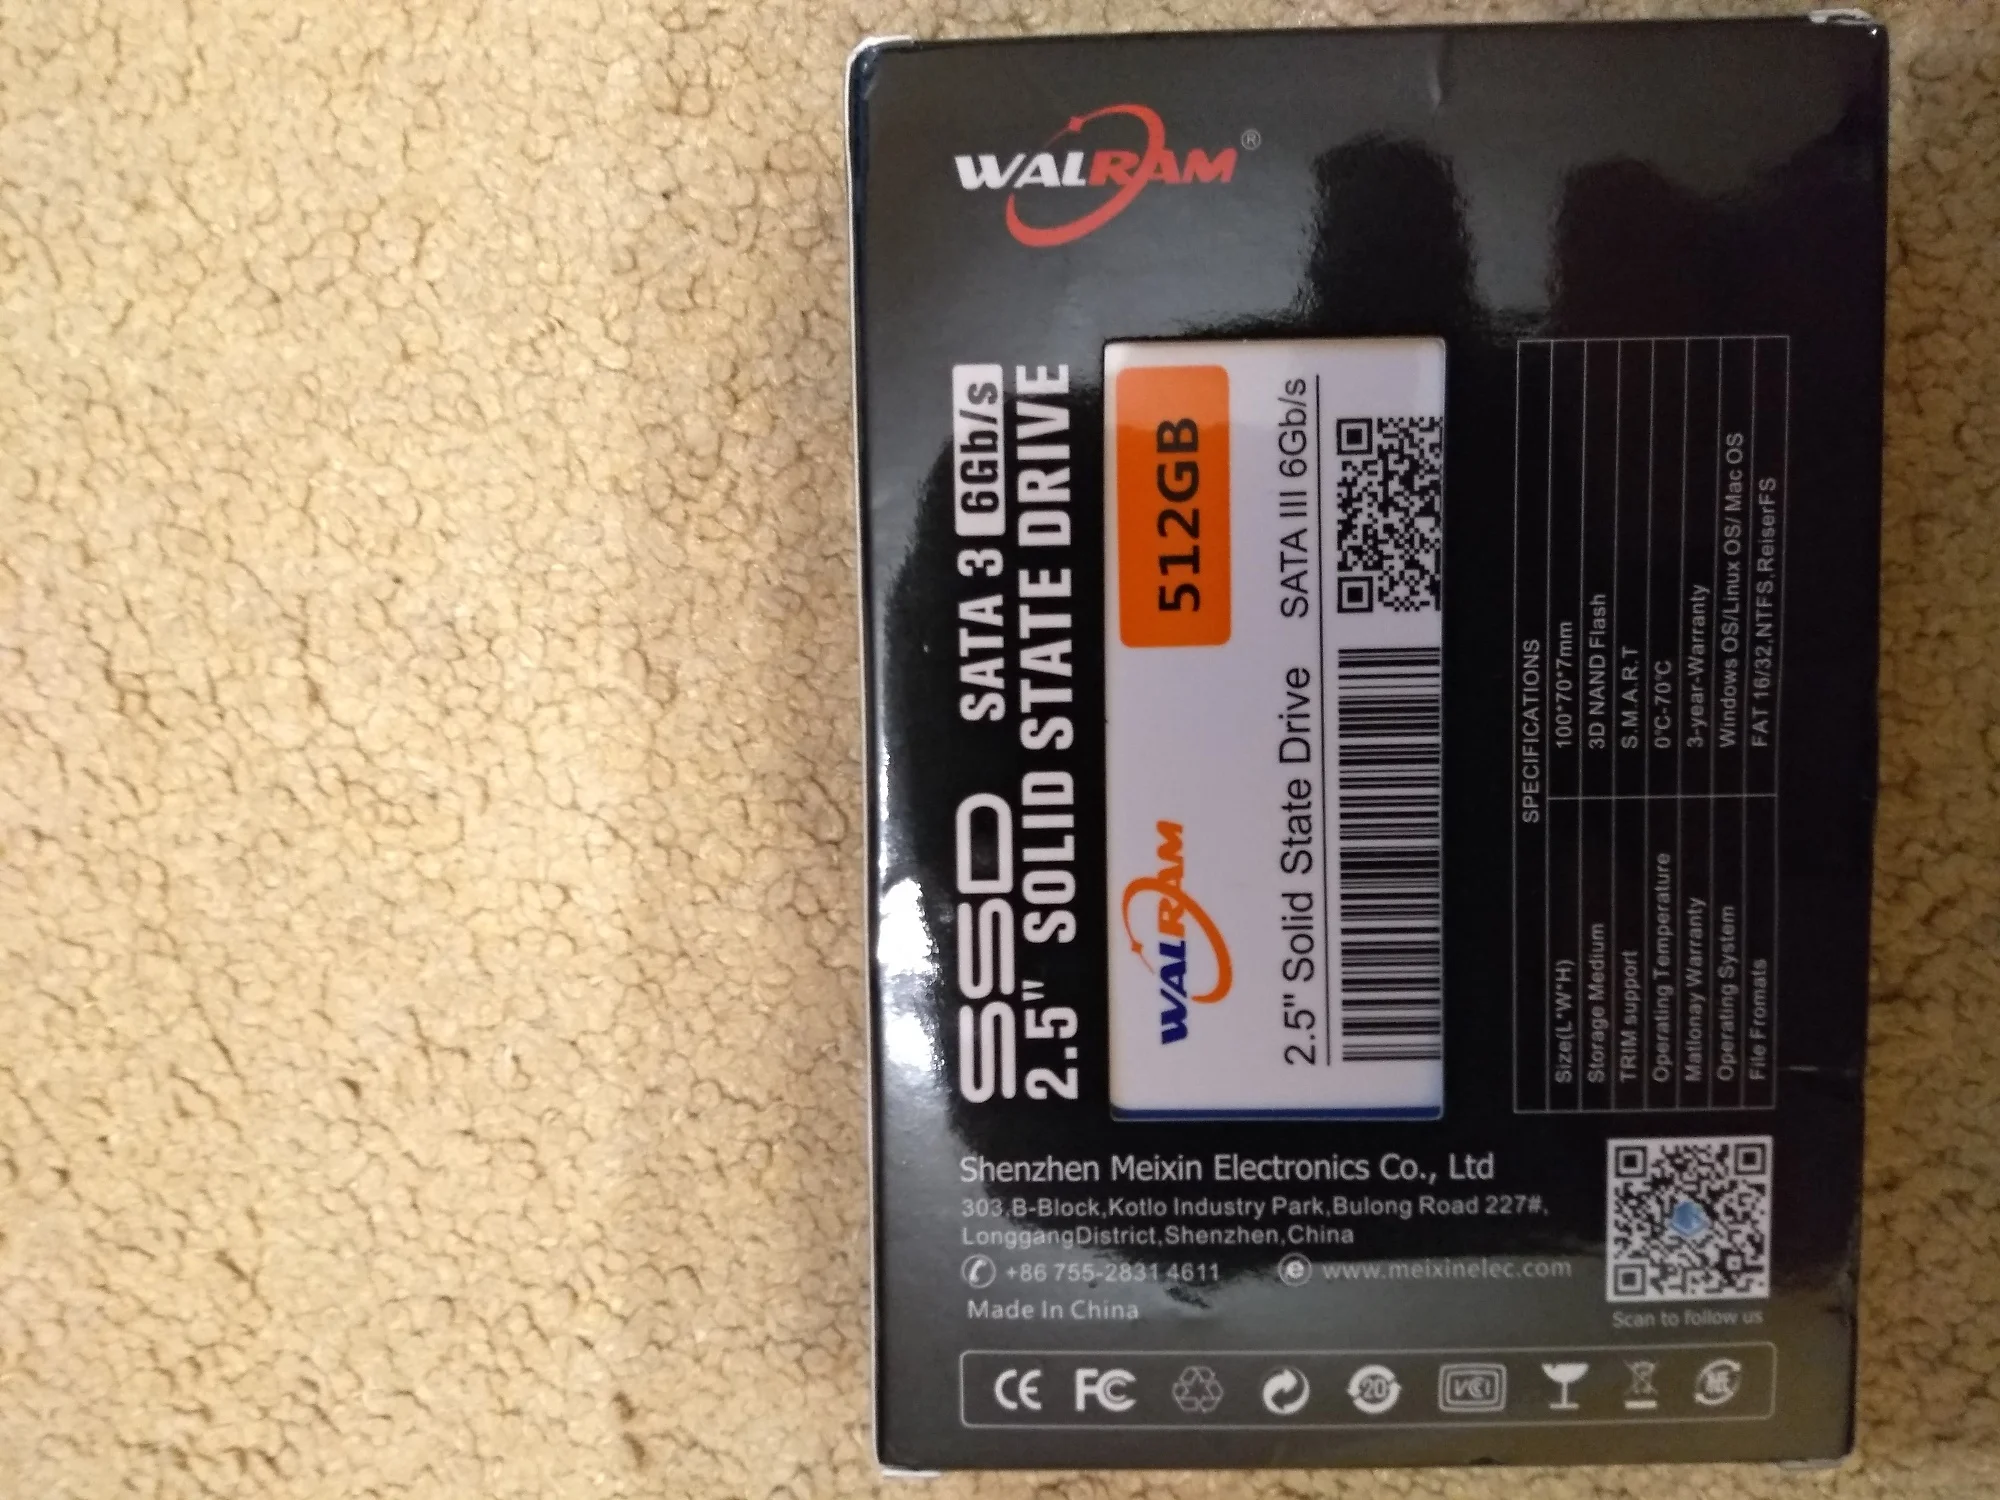 WALRAM®
SSD SATA 3 6Gb/s
2.5" SOLID STATE DRIVE
WALRAM
512GB
2.5" Solid State Drive SATA III 6Gb/s
SPECIFICATIONS
Size(L*W*H) 100*70*7mm
Storage Medium 3D NAND Flash
TRIM support S.M.A.R.T
Operating Temperature 0°C-70°C
Mationay Warranty 3-year-Warranty
Operating System Windows OS/Linux OS/ Mac OS
File Fromats FAT 16/32.NTFS.ReiserFS
Shenzhen Meixin Electronics Co., Ltd
303,B-Block,Kotlo Industry Park,Bulong Road 227#,
LonggangDistrict,Shenzhen,China
+86 755-2831 4611 www.meixinelec.com
Made In China
Scan to follow us
CE FC 20